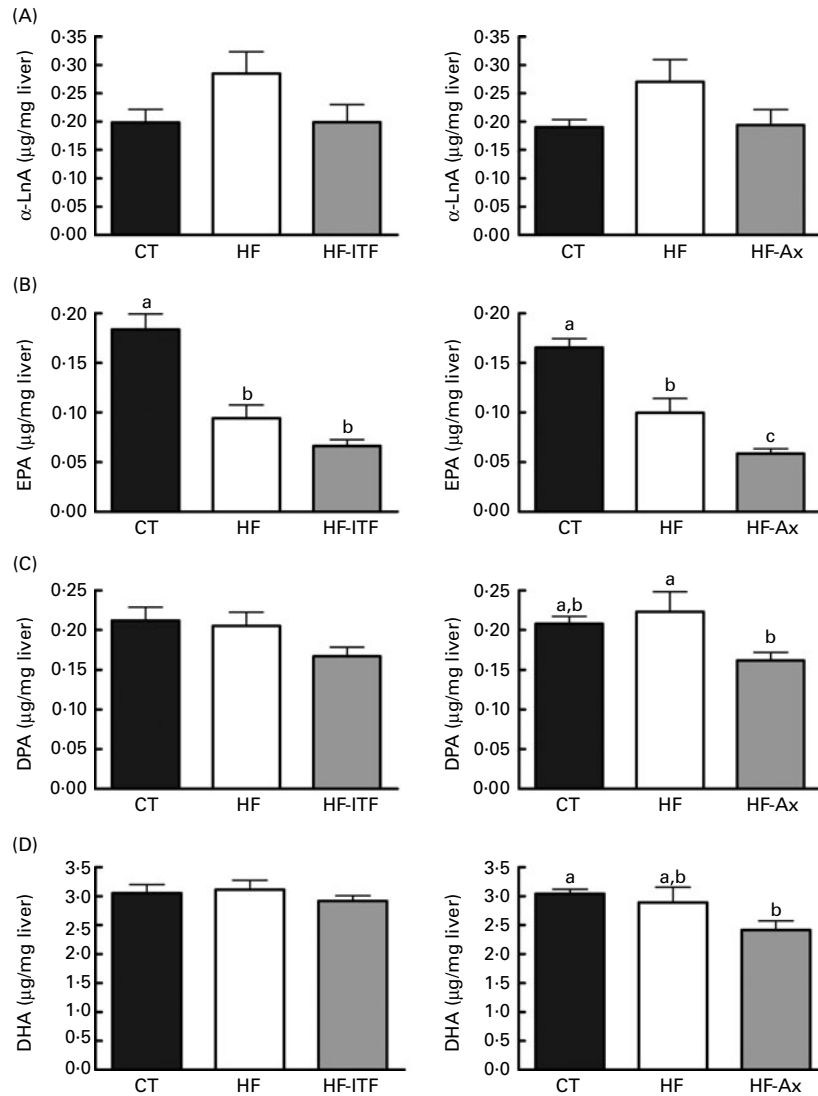 (A)
α-LnA (μg/mg liver)
0·35
0·30
0·25
0·20
0·15
0·10
0·05
0·00
CT HF HF-ITF
α-LnA (μg/mg liver)
0·35
0·30
0·25
0·20
0·15
0·10
0·05
0·00
CT HF HF-Ax
(B)
EPA (μg/mg liver)
0·20
0·15
0·10
0·05
0·00
a
b
b
CT HF HF-ITF
EPA (μg/mg liver)
0·20
0·15
0·10
0·05
0·00
a
b
c
CT HF HF-Ax
(C)
DPA (μg/mg liver)
0·25
0·20
0·15
0·10
0·05
0·00
CT HF HF-ITF
DPA (μg/mg liver)
0·25
0·20
0·15
0·10
0·05
0·00
a,b
a
b
CT HF HF-Ax
(D)
DHA (μg/mg liver)
3·5
3·0
2·5
2·0
1·5
1·0
0·5
0·0
CT HF HF-ITF
DHA (μg/mg liver)
3·5
3·0
2·5
2·0
1·5
1·0
0·5
0·0
a
a,b
b
CT HF HF-Ax